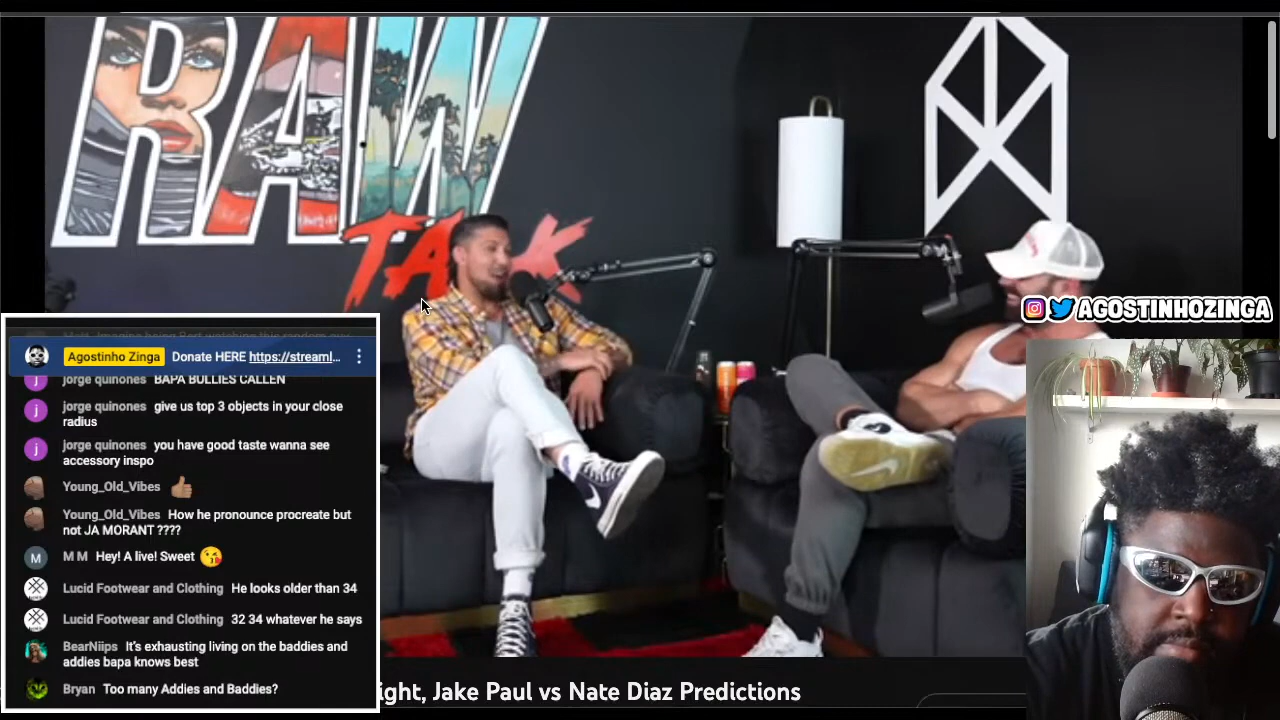 RAW
TALK
AGOSTINHOZINGA
Agostinho Zinga Donate HERE https://streaml...
jorge quinones BAPA BULLIES CALLEN
jorge quinones give us top 3 objects in your close
radius
jorge quinones you have good taste wanna see
accessory inspo
Young_Old_Vibes
Young_Old_Vibes How he pronounce procreate but
not JA MORANT ????
M M Hey! A live! Sweet
Lucid Footwear and Clothing He looks older than 34
Lucid Footwear and Clothing 32 34 whatever he says
BearNiips It's exhausting living on the baddies and
addies bapa knows best
Bryan Too many Addies and Baddies?
ight, Jake Paul vs Nate Diaz Predictions